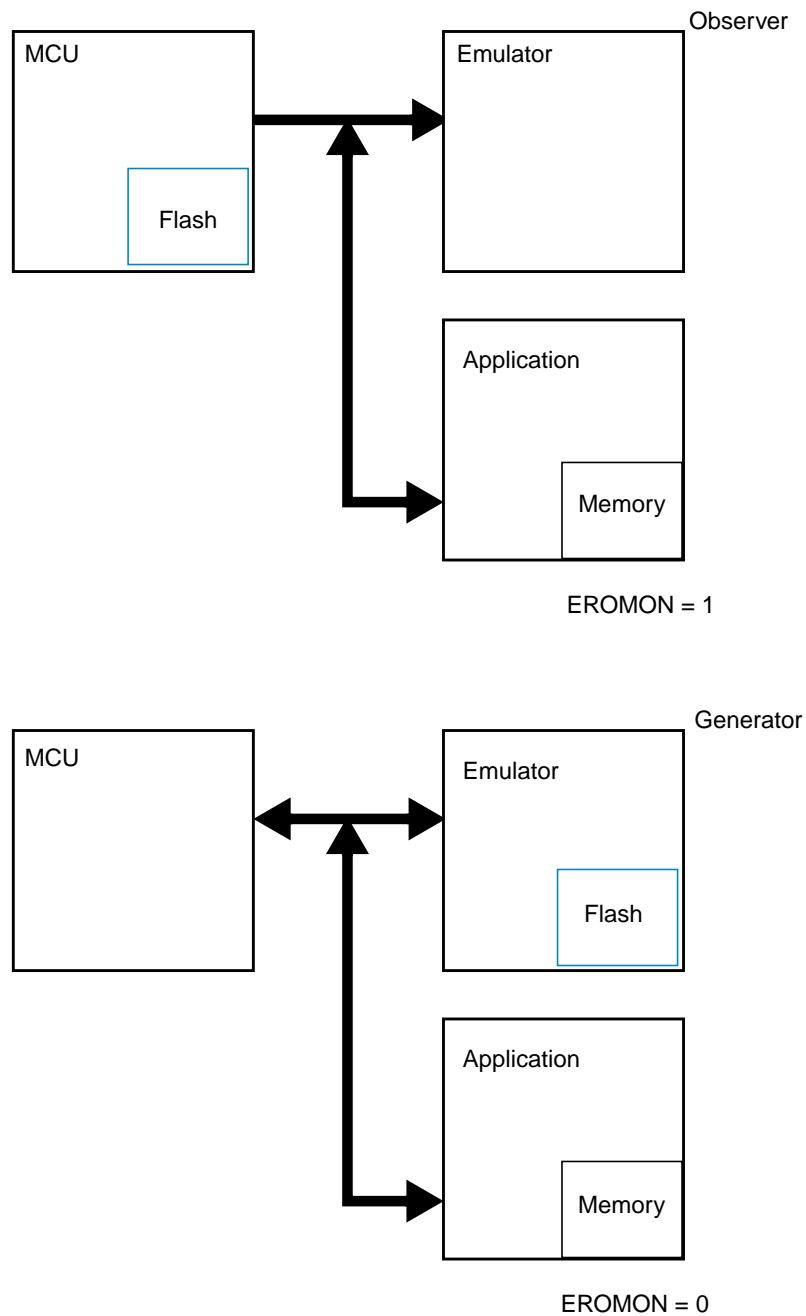 Observer
MCU
Emulator
Flash
Application
Memory
EROMON = 1
Generator
MCU
Emulator
Flash
Application
Memory
EROMON = 0